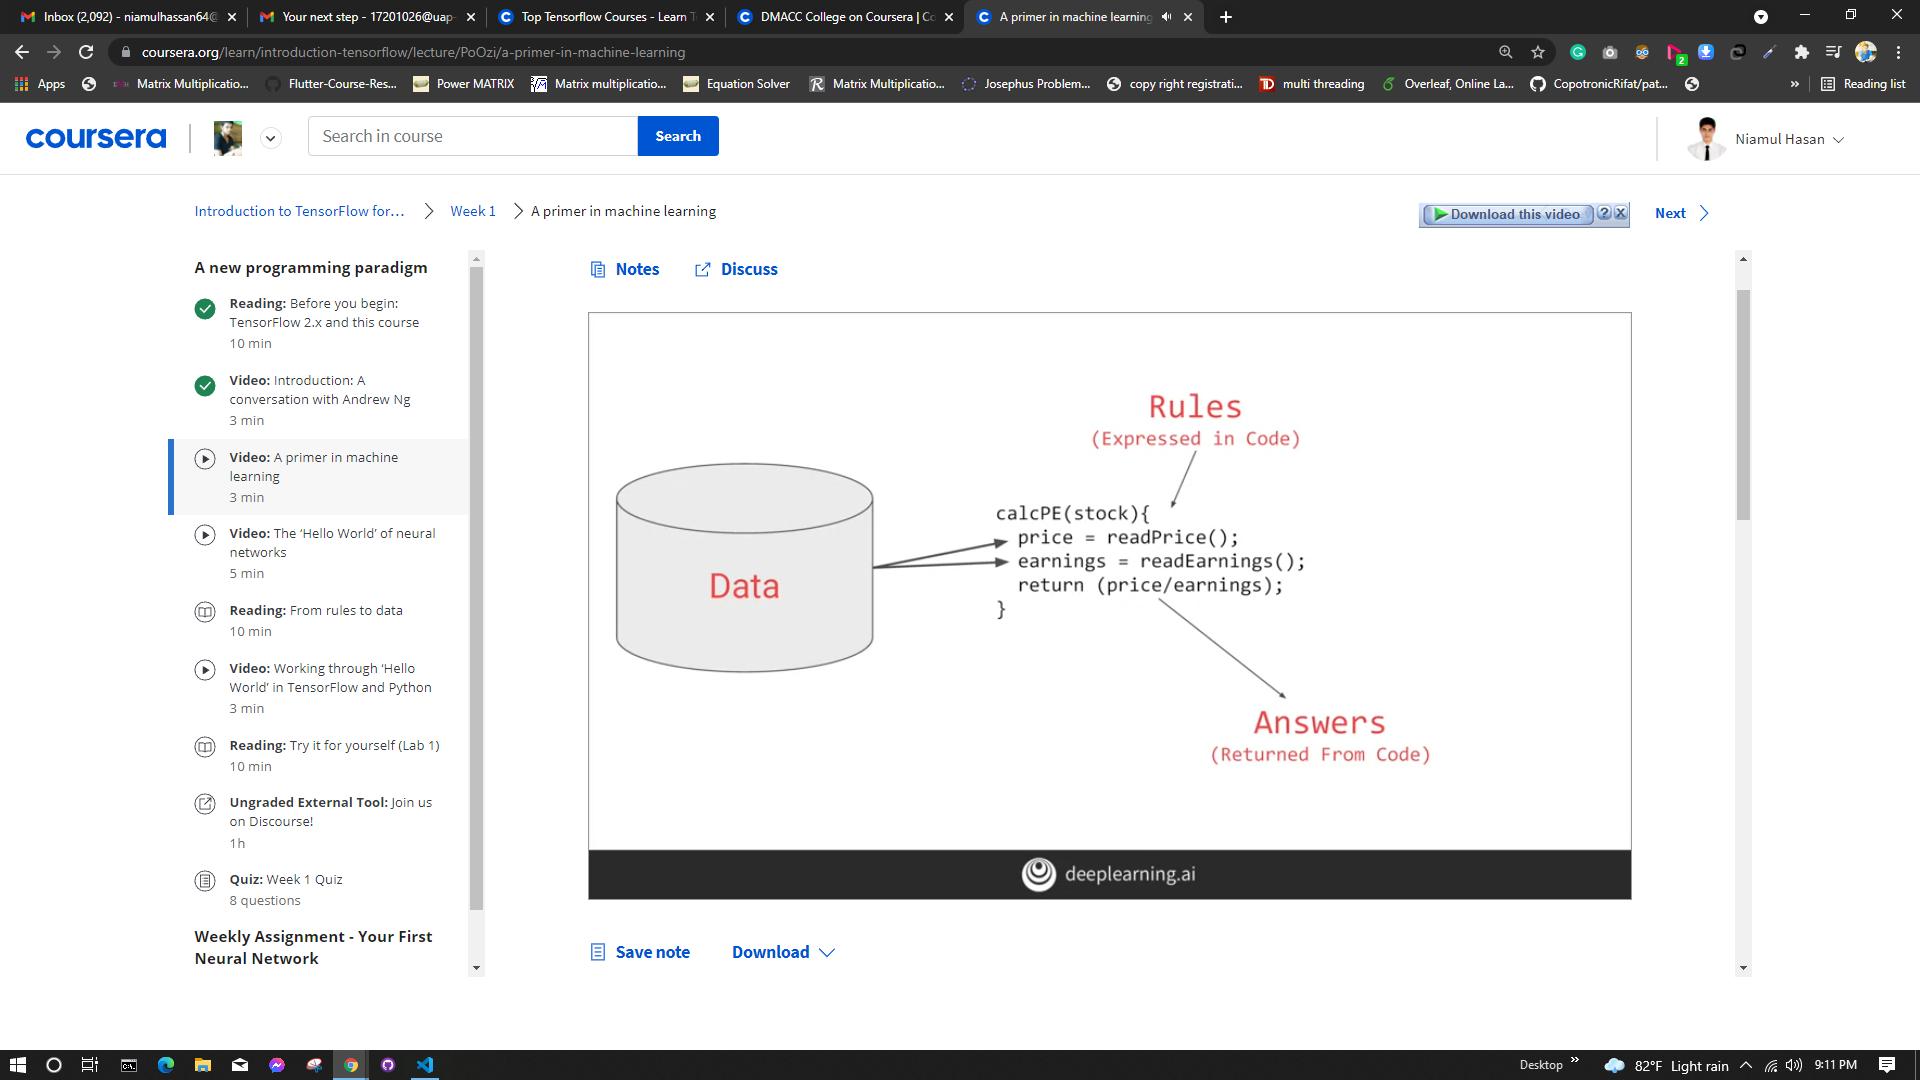 Inbox (2,092) - niamulhassan64@
Your next step - 17201026@uap-
Top Tensorflow Courses - Learn T
DMACC College on Coursera | Co
A primer in machine learning
coursera.org/learn/introduction-tensorflow/lecture/PoOzi/a-primer-in-machine-learning
2
Apps
Matrix Multiplicatio...
Flutter-Course-Res...
Power MATRIX
Matrix multiplicatio...
Equation Solver
Matrix Multiplicatio...
Josephus Problem...
copy right registrati...
multi threading
Overleaf, Online La...
CopotronicRifat/pat...
»
Reading list
coursera
Search in course
Search
Niamul Hasan
Introduction to TensorFlow for...
Week 1
A primer in machine learning
Download this video
Next
A new programming paradigm
Reading: Before you begin:
TensorFlow 2.x and this course
10 min
Video: Introduction: A
conversation with Andrew Ng
3 min
Video: A primer in machine
learning
3 min
Video: The ‘Hello World’ of neural
networks
5 min
Reading: From rules to data
10 min
Video: Working through ‘Hello
World’ in TensorFlow and Python
3 min
Reading: Try it for yourself (Lab 1)
10 min
Ungraded External Tool: Join us
on Discourse!
1h
Quiz: Week 1 Quiz
8 questions
Weekly Assignment - Your First
Neural Network
Notes
Discuss
Rules
(Expressed in Code)
Data
calcPE(stock){
price = readPrice();
earnings = readEarnings();
return (price/earnings);
}
Answers
(Returned From Code)
deeplearning.ai
Save note
Download
Desktop
»
82°F Light rain
9:11 PM